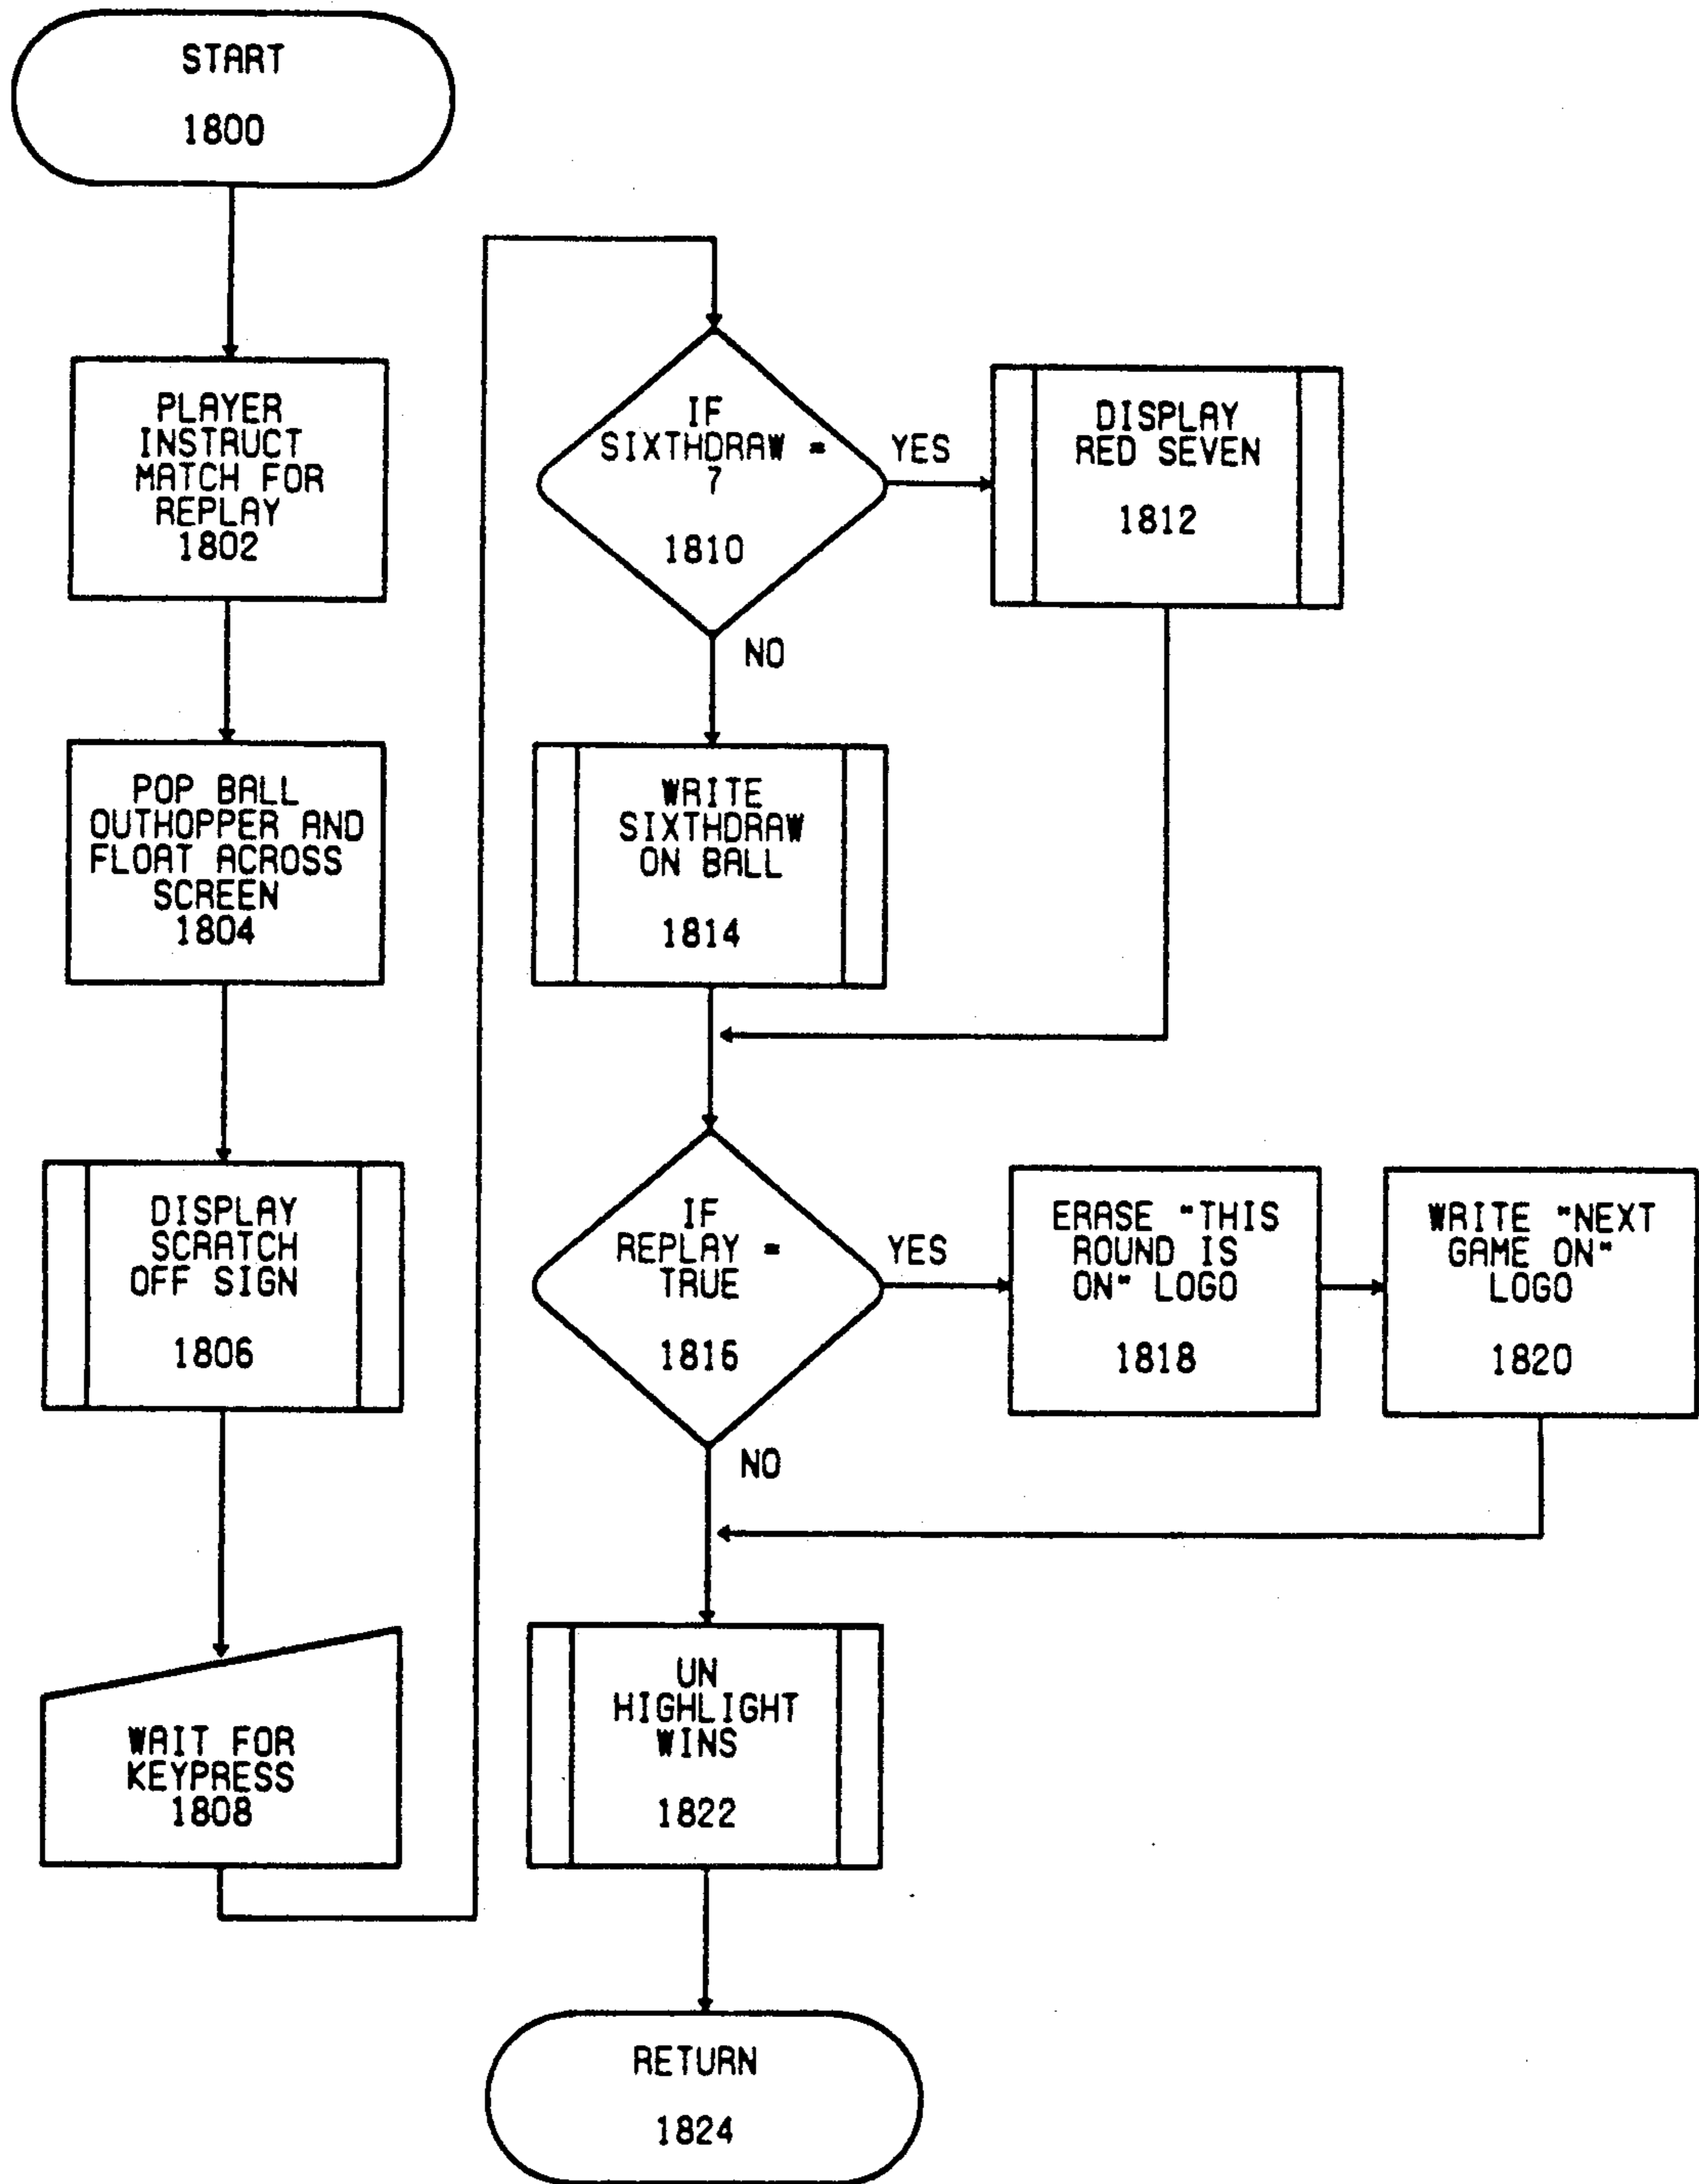 START
1800
PLAYER
INSTRUCT
MATCH FOR
REPLAY
1802
POP BALL
OUTHOPPER AND
FLOAT ACROSS
SCREEN
1804
DISPLAY
SCRATCH
OFF SIGN
1806
WAIT FOR
KEYPRESS
1808
IF
SIXTHDRAW =
7
1810
YES
NO
DISPLAY
RED SEVEN
1812
WRITE
SIXTHDRAW
ON BALL
1814
IF
REPLAY =
TRUE
1816
YES
NO
ERASE "THIS
ROUND IS
ON" LOGO
1818
WRITE "NEXT
GAME ON"
LOGO
1820
UN
HIGHLIGHT
WINS
1822
RETURN
1824